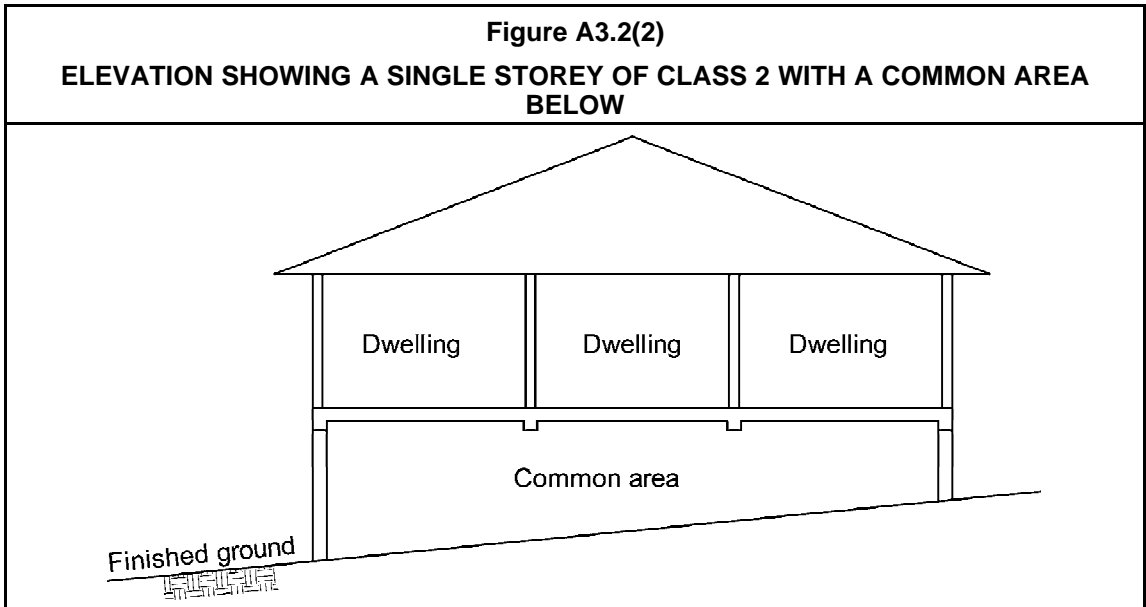 Figure A3.2(2)
ELEVATION SHOWING A SINGLE STOREY OF CLASS 2 WITH A COMMON AREA
BELOW
Dwelling
Dwelling
Dwelling
Common area
Finished ground